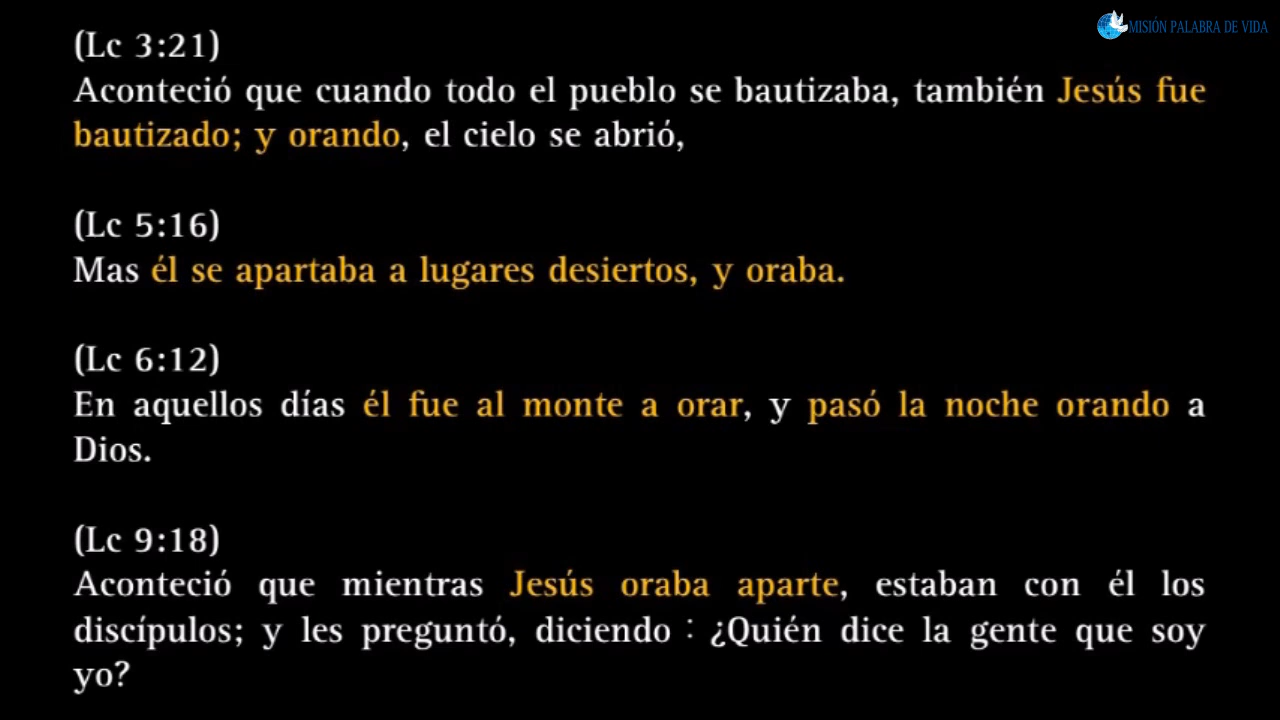 MISIÓN PALABRA DE VIDA
(Lc 3:21)
Aconteció que cuando todo el pueblo se bautizaba, también Jesús fue
bautizado; y orando, el cielo se abrió,
(Lc 5:16)
Mas él se apartaba a lugares desiertos, y oraba.
(Lc 6:12)
En aquellos días él fue al monte a orar, y pasó la noche orando a
Dios.
(Lc 9:18)
Aconteció que mientras Jesús oraba aparte, estaban con él los
discípulos; y les preguntó, diciendo : ¿Quién dice la gente que soy
yo?